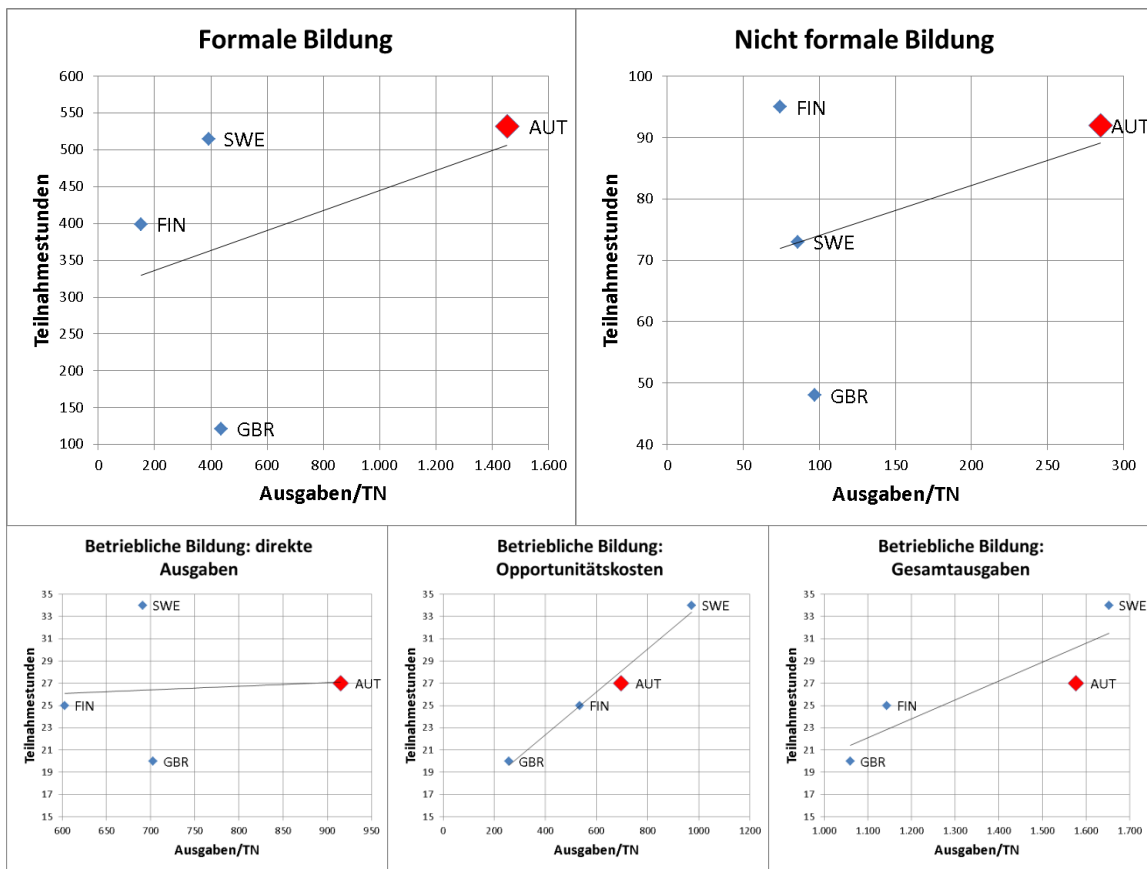 Formale Bildung
600
550
500
450
400
350
300
250
200
150
100
Teilnahmestunden
AUT
SWE
FIN
GBR
0 200 400 600 800 1.000 1.200 1.400 1.600
Ausgaben/TN
Nicht formale Bildung
100
90
80
70
60
50
40
Teilnahmestunden
FIN
AUT
SWE
GBR
0 50 100 150 200 250 300
Ausgaben/TN
Betriebliche Bildung: direkte
Ausgaben
35
33
31
29
27
25
23
21
19
17
15
Teilnahmestunden
SWE
AUT
FIN
GBR
600 650 700 750 800 850 900 950
Ausgaben/TN
Betriebliche Bildung:
Opportunitätskosten
35
33
31
29
27
25
23
21
19
17
15
Teilnahmestunden
SWE
AUT
FIN
GBR
0 200 400 600 800 1000 1200
Ausgaben/TN
Betriebliche Bildung:
Gesamtausgaben
35
33
31
29
27
25
23
21
19
17
15
Teilnahmestunden
SWE
AUT
FIN
GBR
1.000 1.100 1.200 1.300 1.400 1.500 1.600 1.700
Ausgaben/TN